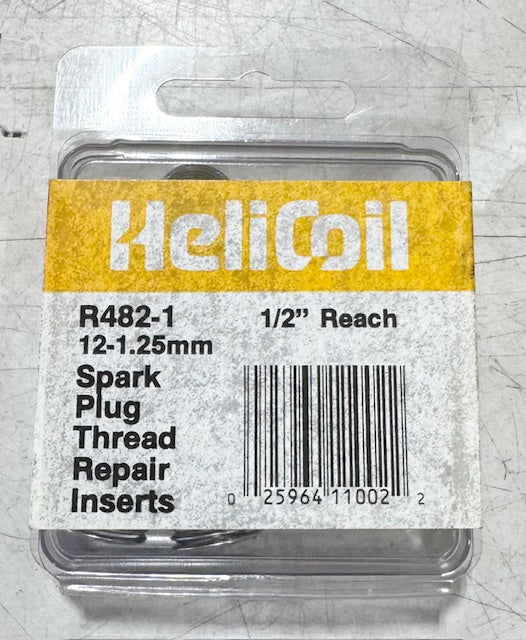 HeliCoil
R482-1 1/2" Reach
12-1.25mm
Spark
Plug
Thread
Repair
Inserts
0 25964 11002 2